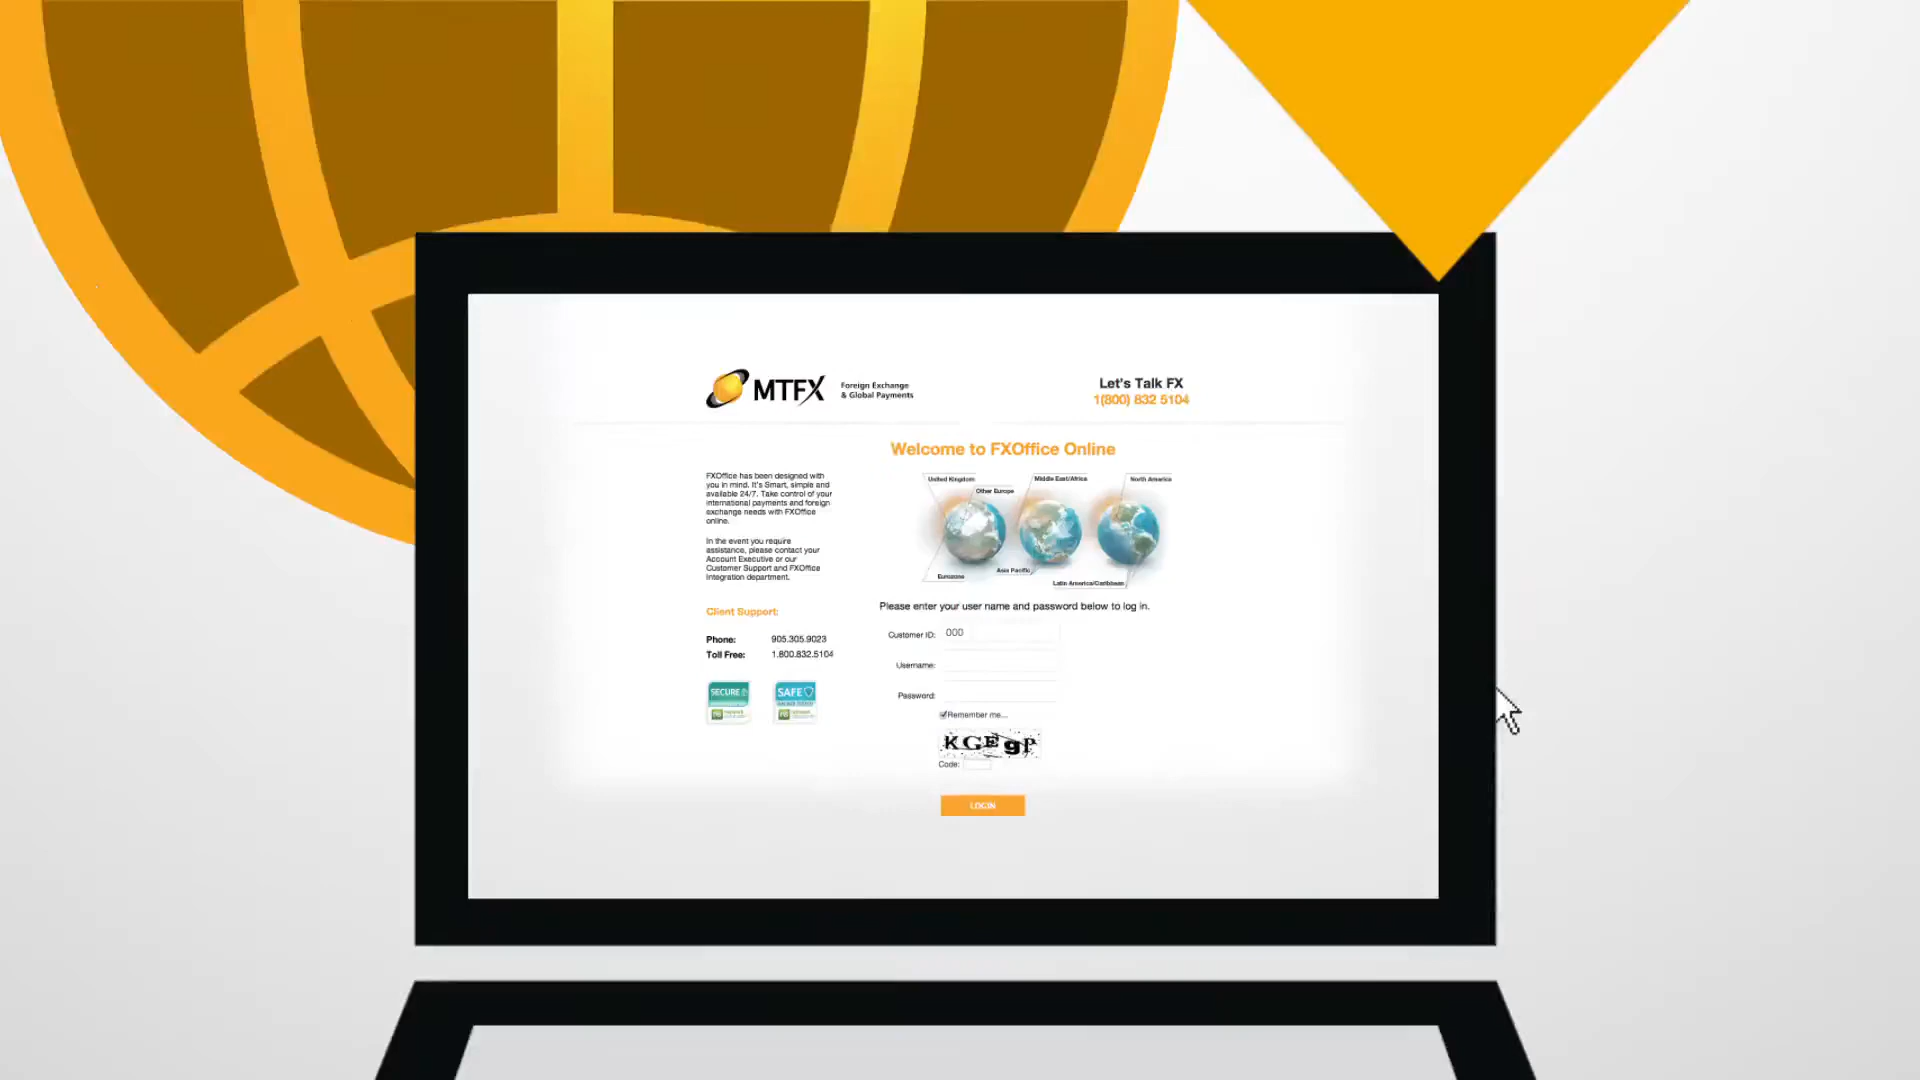 MTFX
Foreign Exchange
& Global Payments
Let's Talk FX
1(800) 832 5104
Welcome to FXOffice Online
FXOffice has been designed with
you in mind. It's Smart, simple and
available 24/7. Take control of your
international payments and foreign
exchange needs with FXOffice
online.
In the event you require
assistance, please contact your
Account Executive or our
Customer Support and FXOffice
Integration department.
Client Support:
Phone: 905.305.9023
Toll Free: 1.800.832.5104
SECURE
SAFE
United Kingdom
Other Europe
Middle East/Africa
North America
Eurozone
Asia Pacific
Latin America/Caribbean
Please enter your user name and password below to log in.
Customer ID: 000
Username:
Password:
Remember me...
KGEgP
Code:
LOGIN